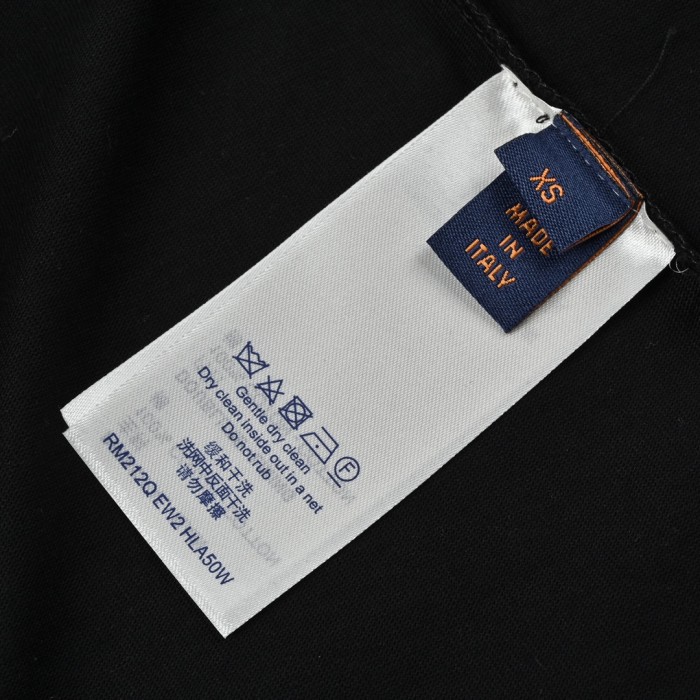 XS
MADE
IN
ITALY
Gentle dry clean
Dry clean inside out in a net
Do not rub
缓和干洗
洗网中反面干洗
请勿摩擦
RM212Q EW2 HLA50W